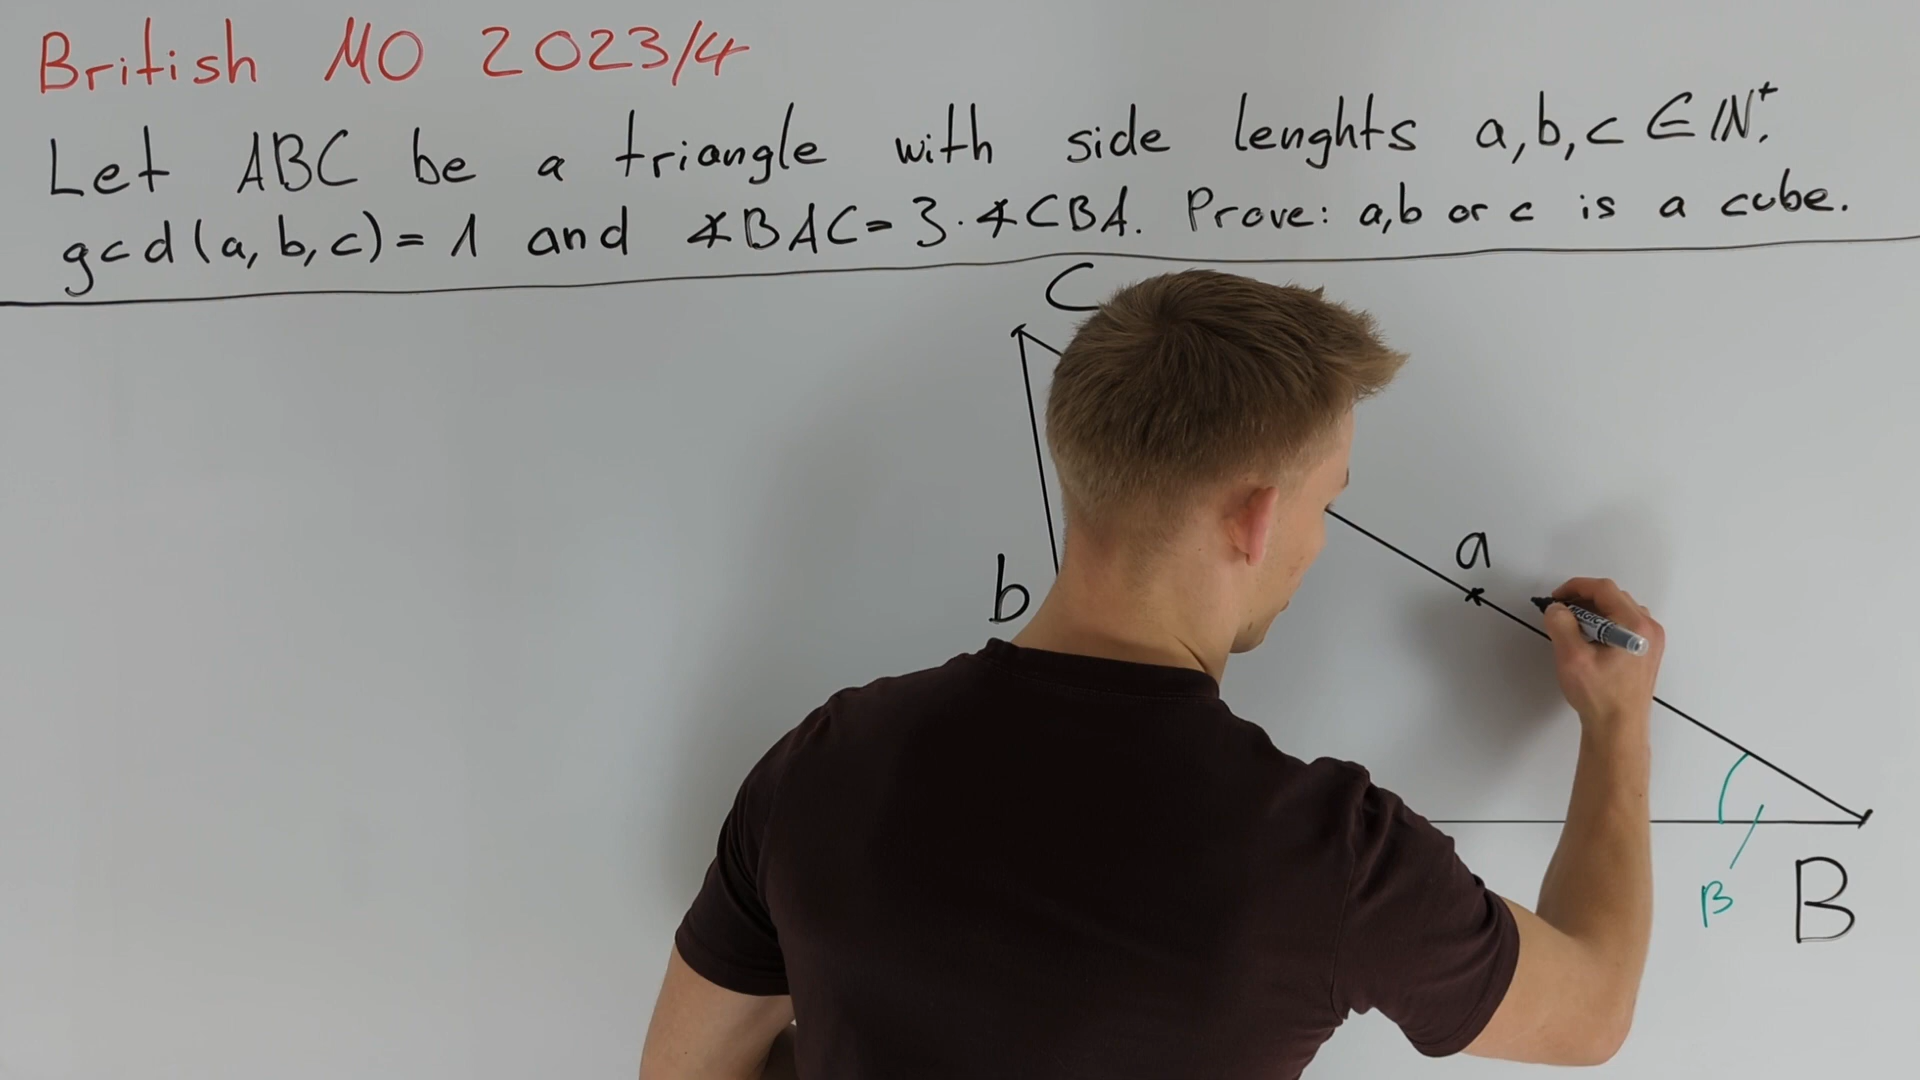 British MO 2023/4
Let ABC be a triangle with side lenghts a,b,c ∈ ℕ⁺,
gcd(a,b,c)=1 and ∢BAC=3·∢CBA. Prove: a,b or c is a cube.
C
a
b
MAGIC
β
B